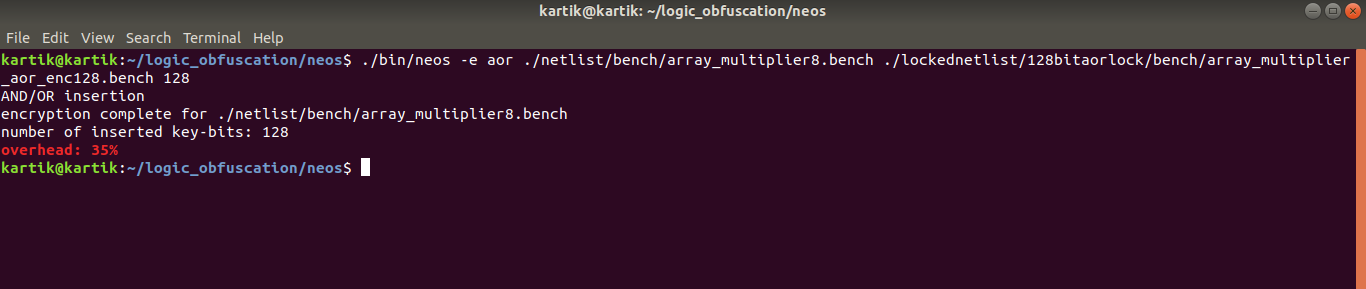 kartik@kartik: ~/logic_obfuscation/neos
File Edit View Search Terminal Help
kartik@kartik:~/logic_obfuscation/neos$ ./bin/neos -e aor ./netlist/bench/array_multiplier8.bench ./lockednetlist/128bitaorlock/bench/array_multiplier
_aor_enc128.bench 128
AND/OR insertion
encryption complete for ./netlist/bench/array_multiplier8.bench
number of inserted key-bits: 128
overhead: 35%
kartik@kartik:~/logic_obfuscation/neos$